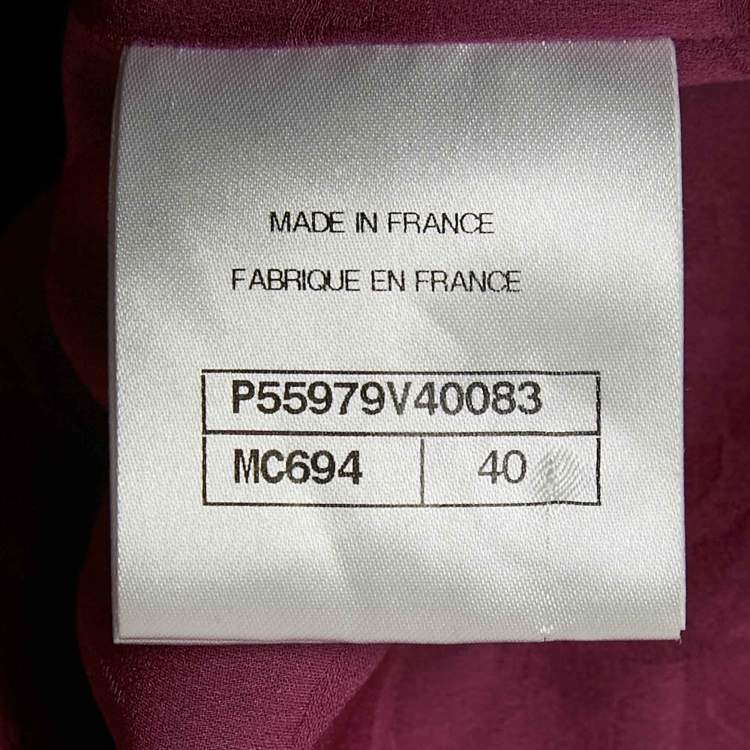 MADE IN FRANCE
FABRIQUE EN FRANCE
P55979V40083
MC694 40